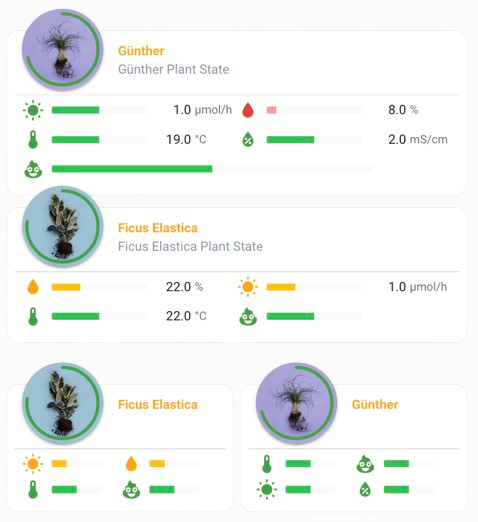 Günther
Günther Plant State
1.0 μmol/h 8.0 %
19.0 °C 2.0 mS/cm
Ficus Elastica
Ficus Elastica Plant State
22.0 % 1.0 μmol/h
22.0 °C
Ficus Elastica Günther